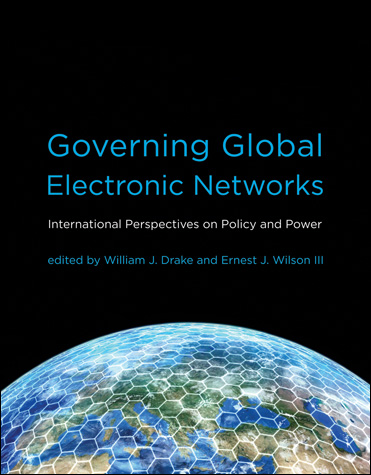 Governing Global
Electronic Networks
International Perspectives on Policy and Power
edited by William J. Drake and Ernest J. Wilson III